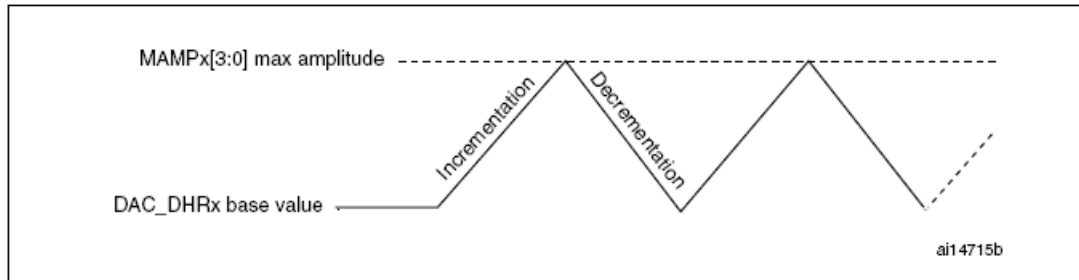 MAMPx[3:0] max amplitude
Incrementation
Decrementation
DAC_DHRx base value
ai14715b